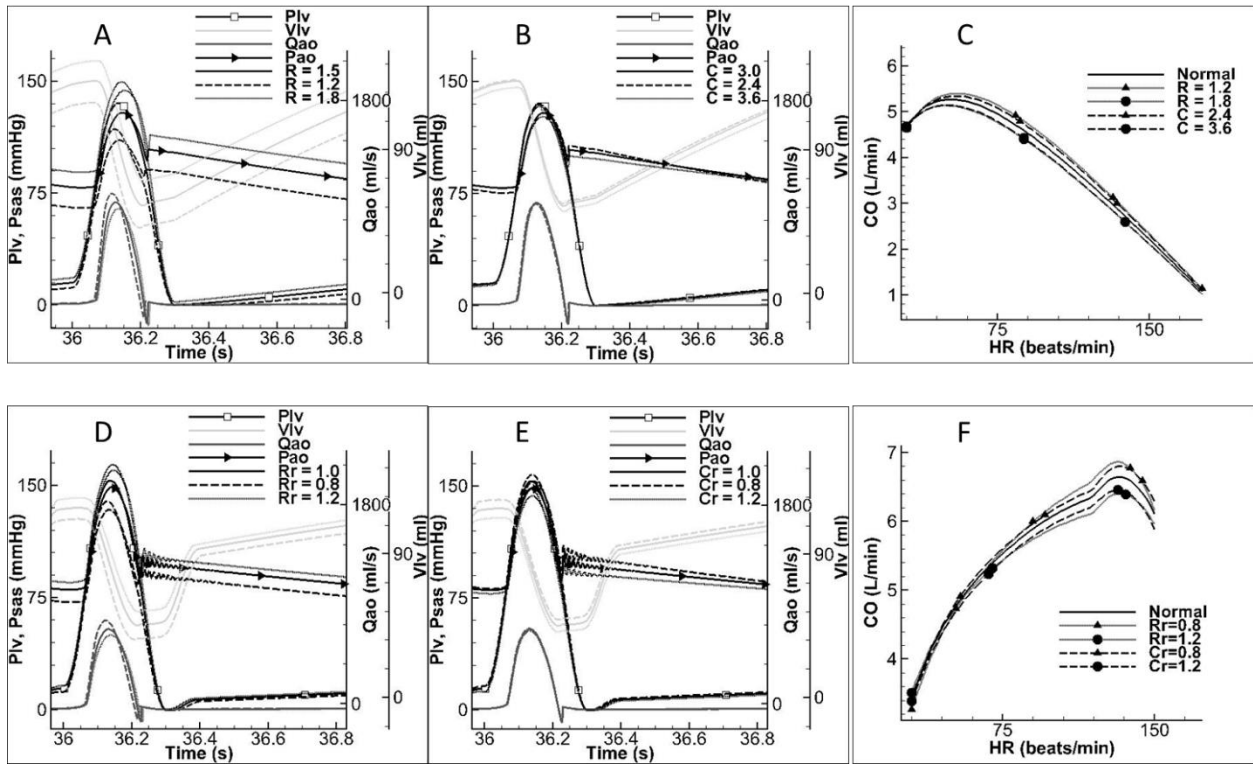 A
Plv
Vlv
Qao
Pao
R = 1.5
R = 1.2
R = 1.8
Plv, Psas (mmHg)
150
75
0
1800
0
Qao (ml/s)
90
0
Vlv (ml)
36 36.2 36.4 36.6 36.8
Time (s)
B
Plv
Vlv
Qao
Pao
C = 3.0
C = 2.4
C = 3.6
Plv, Psas (mmHg)
150
75
0
1800
0
Qao (ml/s)
90
0
Vlv (ml)
36 36.2 36.4 36.6 36.8
Time (s)
C
Normal
R = 1.2
R = 1.8
C = 2.4
C = 3.6
CO (L/min)
6
5
4
3
2
1
75 150
HR (beats/min)
D
Plv
Vlv
Qao
Pao
Rr = 1.0
Rr = 0.8
Rr = 1.2
Plv, Psas (mmHg)
150
75
0
1800
0
Qao (ml/s)
90
0
Vlv (ml)
36 36.2 36.4 36.6 36.8
Time (s)
E
Plv
Vlv
Qao
Pao
Cr = 1.0
Cr = 0.8
Cr = 1.2
Plv, Psas (mmHg)
150
75
0
1800
0
Qao (ml/s)
90
0
Vlv (ml)
36 36.2 36.4 36.6 36.8
Time (s)
F
Normal
Rr=0.8
Rr=1.2
Cr=0.8
Cr=1.2
CO (L/min)
7
6
5
4
75 150
HR (beats/min)